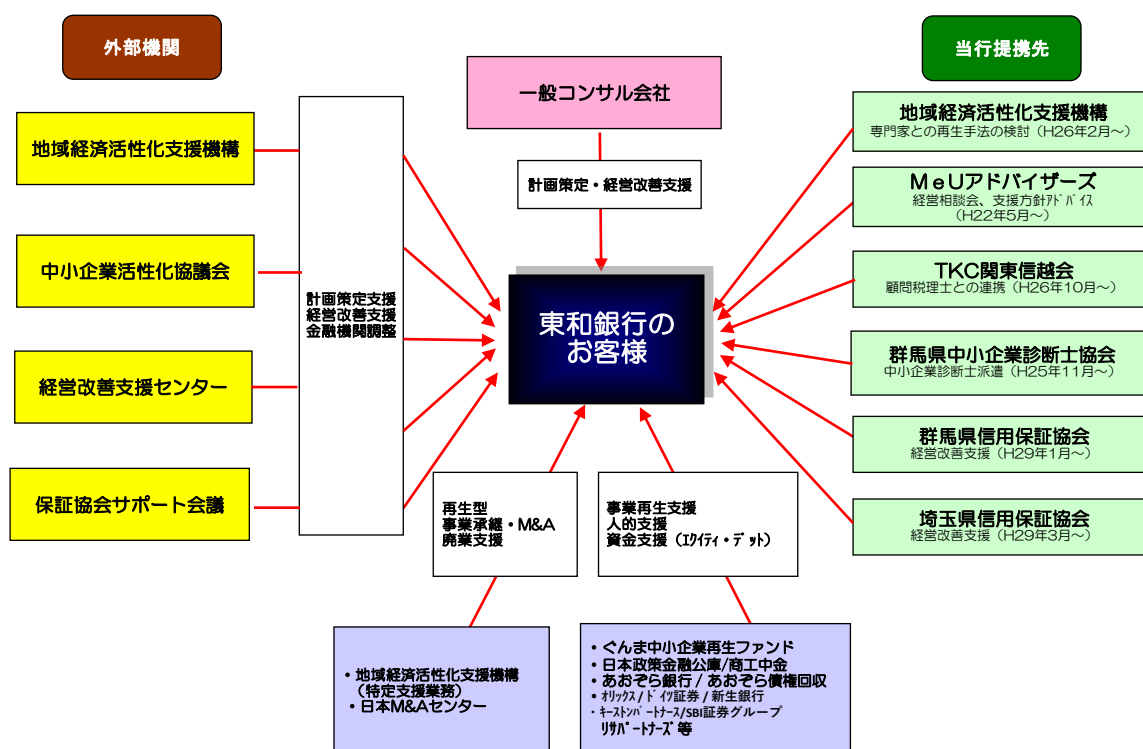 外部機関
地域経済活性化支援機構
中小企業活性化協議会
経営改善支援センター
保証協会サポート会議
計画策定支援
経営改善支援
金融機関調整
一般コンサル会社
計画策定・経営改善支援
東和銀行の
お客様
再生型
事業承継・M&A
廃業支援
事業再生支援
人的支援
資金支援（ｴｸｲﾃｨ・ﾃﾞｯﾄ）
・地域経済活性化支援機構
（特定支援業務）
・日本M&Aセンター
・ぐんま中小企業再生ファンド
・日本政策金融公庫/商工中金
・あおぞら銀行 / あおぞら債権回収
・ｵﾘｯｸｽ / ﾄﾞｲﾂ証券 / 新生銀行
・ｷｰｽﾄﾝﾊﾟｰﾄﾅｰｽ/SBI証券グループ
ﾘｻﾊﾟｰﾄﾅｰｽﾞ 等
当行提携先
地域経済活性化支援機構
専門家との再生手法の検討（H26年2月～）
ＭｅＵアドバイザーズ
経営相談会、支援方針ｱﾄﾞﾊﾞｲｽ
（H22年5月～）
TKC関東信越会
顧問税理士との連携（H26年10月～）
群馬県中小企業診断士協会
中小企業診断士派遣（H25年11月～）
群馬県信用保証協会
経営改善支援（H29年1月～）
埼玉県信用保証協会
経営改善支援（H29年3月～）